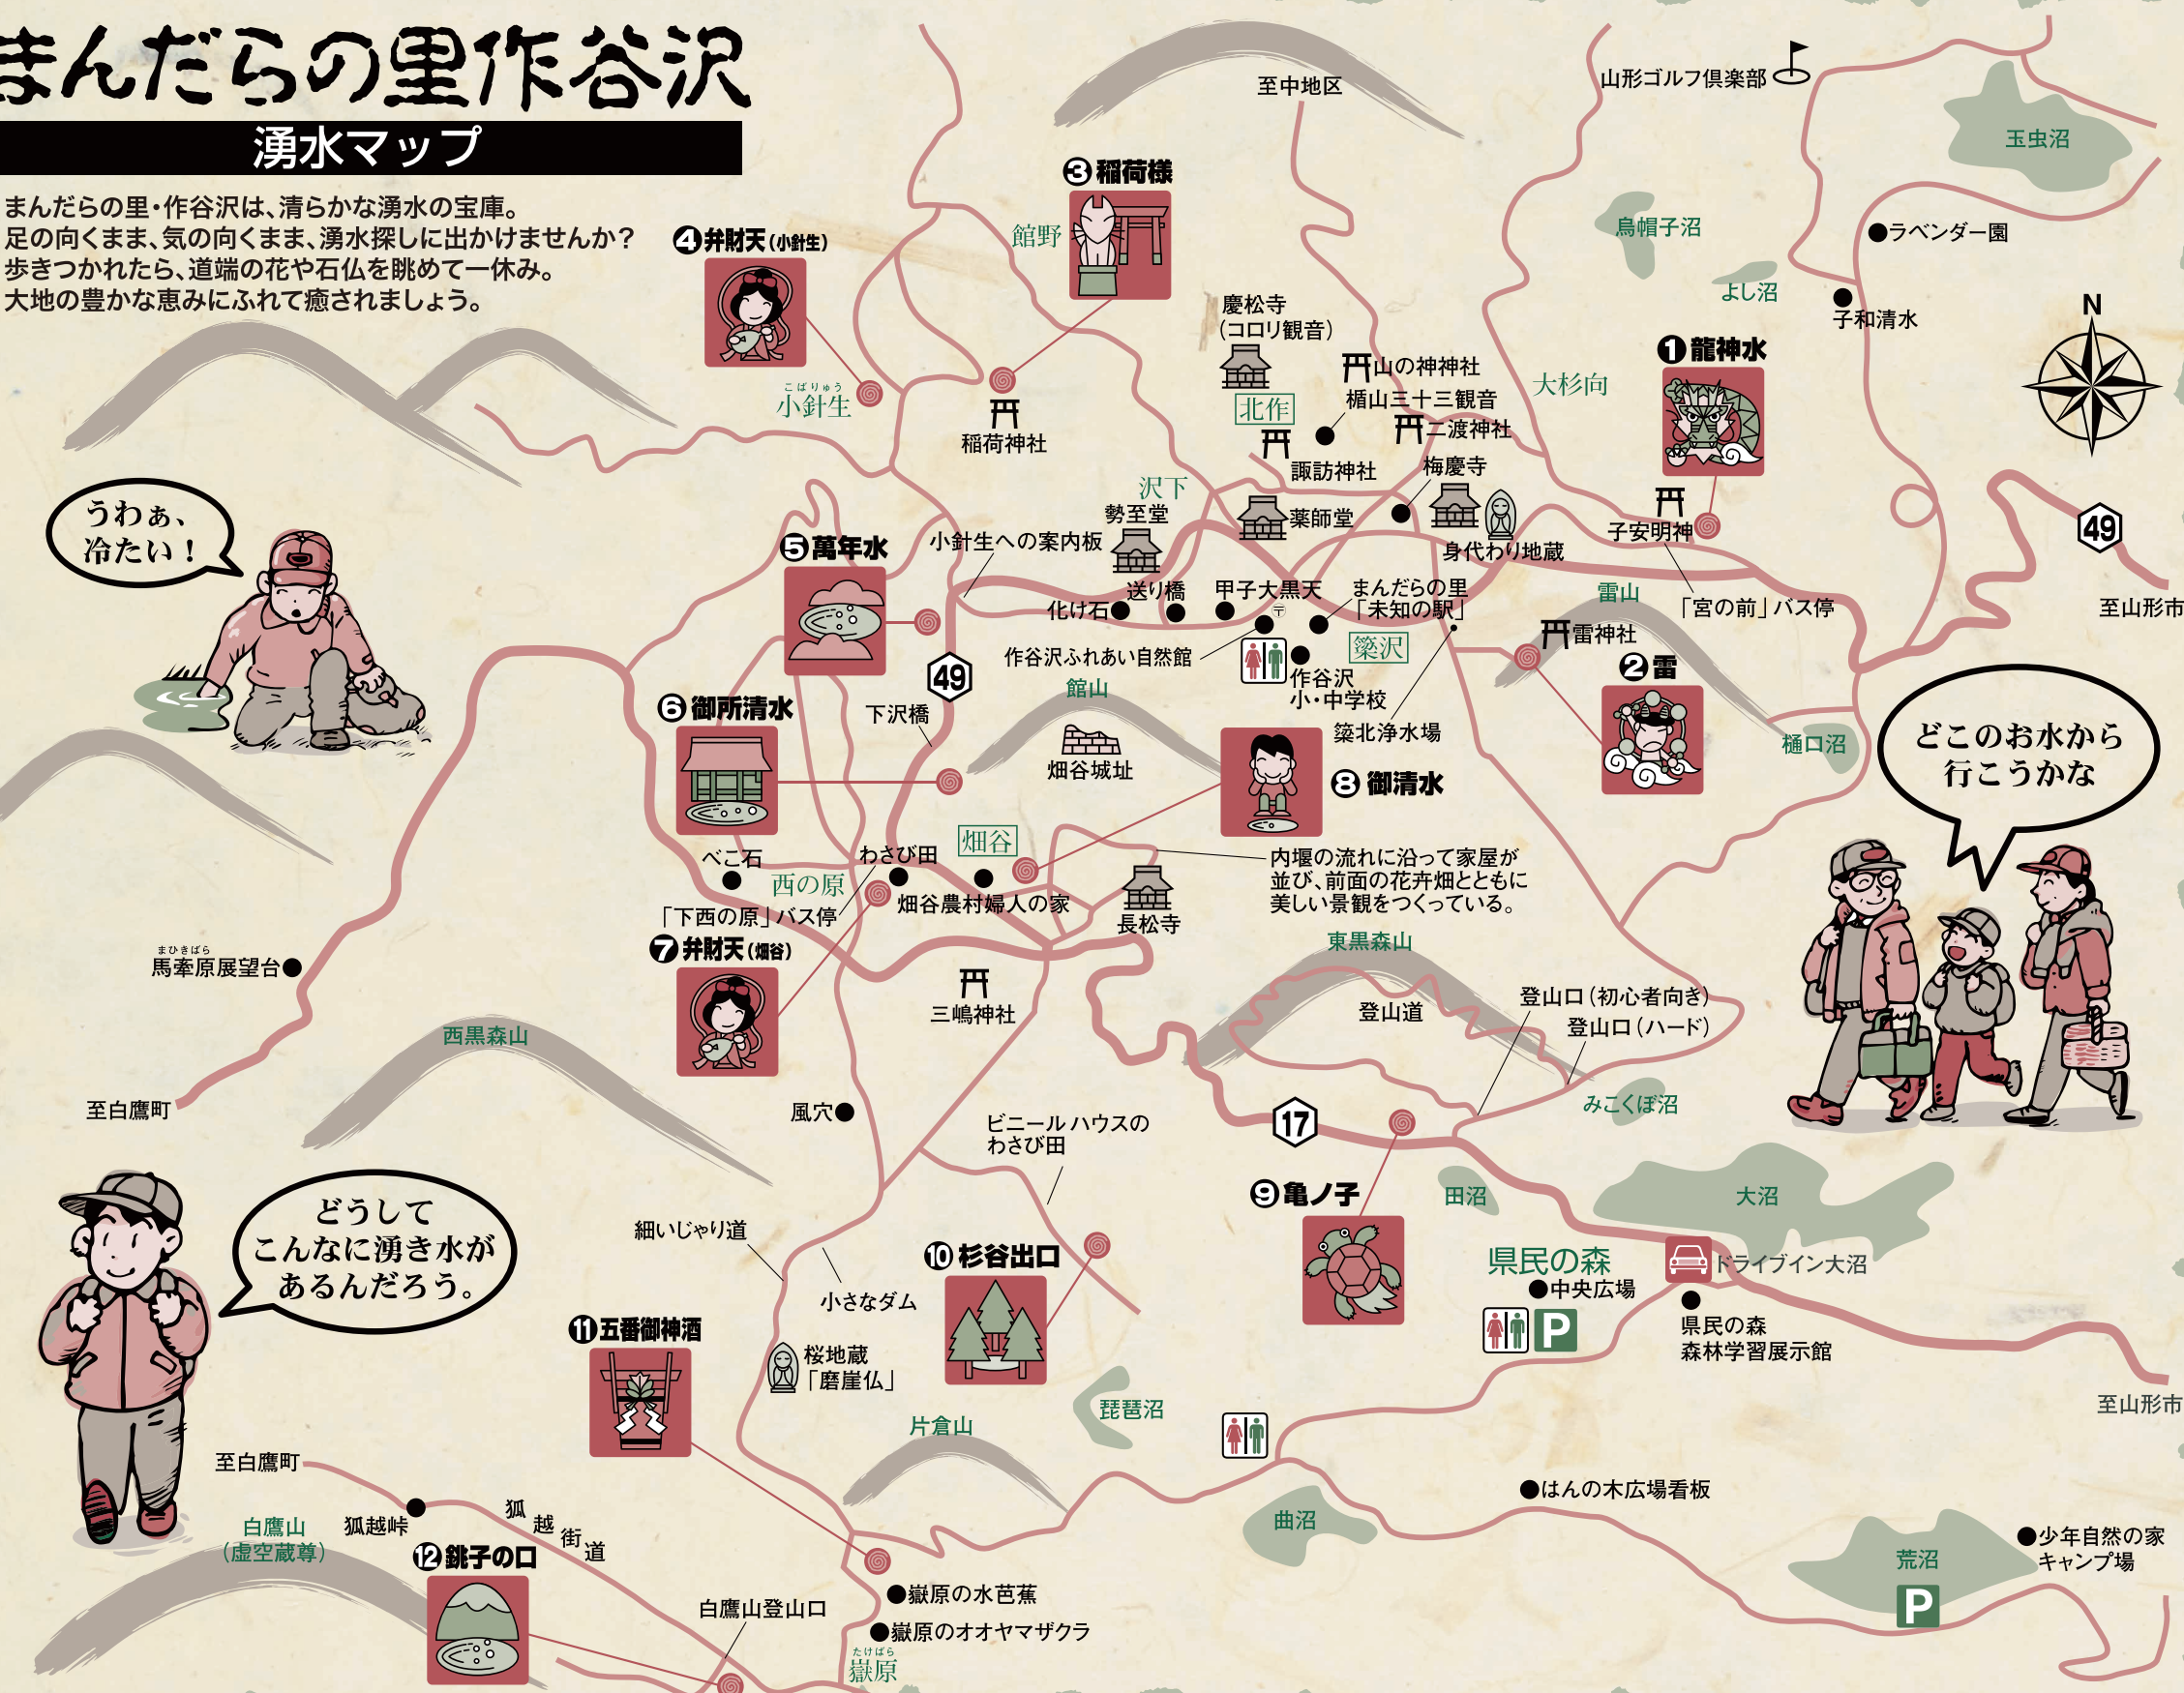 まんだらの里作谷沢
湧水マップ
まんだらの里・作谷沢は、清らかな湧水の宝庫。
足の向くまま、気の向くまま、湧水探しに出かけませんか？
歩きつかれたら、道端の花や石仏を眺めて一休み。
大地の豊かな恵みにふれて癒されましょう。
至中地区
山形ゴルフ倶楽部
玉虫沼
❸稲荷様
館野
❹弁財天（小針生）
こばりゅう
小針生
稲荷神社
烏帽子沼
ラベンダー園
よし沼
子和清水
N
慶松寺
（コロリ観音）
山の神神社
楯山三十三観音
北作
二渡神社
諏訪神社
梅慶寺
大杉向
❶龍神水
子安明神
49
至山形市
うわぁ、
冷たい！
沢下
勢至堂
薬師堂
身代わり地蔵
❺萬年水
小針生への案内板
送り橋
化け石
甲子大黒天
〒
まんだらの里
「未知の駅」
雷山
「宮の前」バス停
雷神社
❷雷
作谷沢ふれあい自然館
簗沢
作谷沢
小・中学校
簗北浄水場
49
館山
下沢橋
畑谷城址
❻御所清水
❽御清水
樋口沼
どこのお水から
行こうかな
べこ石
西の原
わさび田
畑谷
畑谷農村婦人の家
「下西の原」バス停
長松寺
内堰の流れに沿って家屋が
並び、前面の花卉畑とともに
美しい景観をつくっている。
❼弁財天（畑谷）
三嶋神社
東黒森山
登山道
登山口（初心者向き）
登山口（ハード）
みこくぼ沼
まひきばら
馬牽原展望台
西黒森山
至白鷹町
風穴
ビニールハウスの
わさび田
17
❾亀ノ子
田沼
大沼
県民の森
中央広場
P
ドライブイン大沼
県民の森
森林学習展示館
至山形市
どうして
こんなに湧き水が
あるんだろう。
細いじゃり道
小さなダム
❿杉谷出口
⓫五番御神酒
桜地蔵
「磨崖仏」
片倉山
琵琶沼
至白鷹町
狐越峠
狐越街道
白鷹山
（虚空蔵尊）
⓬銚子の口
白鷹山登山口
嶽原の水芭蕉
嶽原のオオヤマザクラ
たけばら
嶽原
曲沼
はんの木広場看板
荒沼
P
少年自然の家
キャンプ場